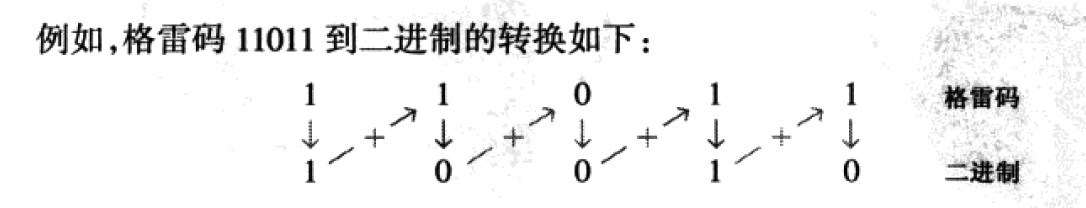 例如,格雷码 11011 到二进制的转换如下:
1 1 0 1 1 格雷码
↓ + ↗ ↓ + ↗ ↓ + ↗ ↓ + ↗ ↓
1 0 0 1 0 二进制